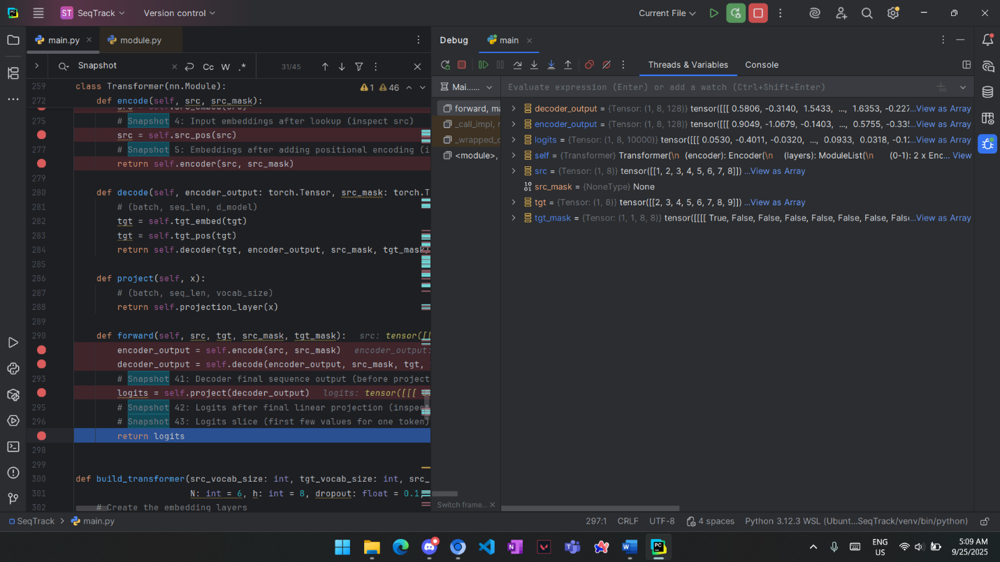 ST SeqTrack Version control Current File
main.py module.py
Snapshot Cc W .* 31/45
259 class Transformer(nn.Module): 1 46
272 def encode(self, src, src_mask):
275 # Snapshot 4: Input embeddings after lookup (inspect src)
src = self.src_pos(src)
277 # Snapshot 5: Embeddings after adding positional encoding (i
return self.encoder(src, src_mask)
279
280 def decode(self, encoder_output: torch.Tensor, src_mask: torch.T
281 # (batch, seq_len, d_model)
282 tgt = self.tgt_embed(tgt)
283 tgt = self.tgt_pos(tgt)
284 return self.decoder(tgt, encoder_output, src_mask, tgt_mask)
285
286 def project(self, x):
287 # (batch, seq_len, vocab_size)
288 return self.projection_layer(x)
289
290 def forward(self, src, tgt, src_mask, tgt_mask): src: tensor([[
encoder_output = self.encode(src, src_mask) encoder_output:
decoder_output = self.decode(encoder_output, src_mask, tgt,
293 # Snapshot 41: Decoder final sequence output (before project
logits = self.project(decoder_output) logits: tensor([[[
295 # Snapshot 42: Logits after final linear projection (inspect
296 # Snapshot 43: Logits slice (first few values for one token)
return logits
298
299
300 def build_transformer(src_vocab_size: int, tgt_vocab_size: int, src_
301 N: int = 6, h: int = 8, dropout: float = 0.1,
302 # Create the embedding layers
Debug main
Threads & Variables Console
Mai...... Evaluate expression (Enter) or add a watch (Ctrl+Shift+Enter)
forward, ma
_call_impl, r
_wrapped_c
<module>,
Switch frame...
decoder_output = {Tensor: (1, 8, 128)} tensor([[[ 0.5806, -0.3140, 1.5433, ..., 1.6353, -0.227...View as Array
encoder_output = {Tensor: (1, 8, 128)} tensor([[[ 0.9049, -1.0679, -0.1403, ..., 0.5755, -0.335...View as Array
logits = {Tensor: (1, 8, 10000)} tensor([[[ 0.0530, -0.4011, -0.0320, ..., 0.0933, 0.0318, -0.12...View as Array
self = {Transformer} Transformer(\n (encoder): Encoder(\n (layers): ModuleList(\n (0-1): 2 x Enc... View
src = {Tensor: (1, 8)} tensor([[1, 2, 3, 4, 5, 6, 7, 8]]) ...View as Array
src_mask = {NoneType} None
tgt = {Tensor: (1, 8)} tensor([[2, 3, 4, 5, 6, 7, 8, 9]]) ...View as Array
tgt_mask = {Tensor: (1, 1, 8, 8)} tensor([[[[ True, False, False, False, False, False, False, Fals...View as Array
SeqTrack main.py 297:1 CRLF UTF-8 4 spaces Python 3.12.3 WSL (Ubunt...SeqTrack/venv/bin/python)
ENG
US
5:09 AM
9/25/2025